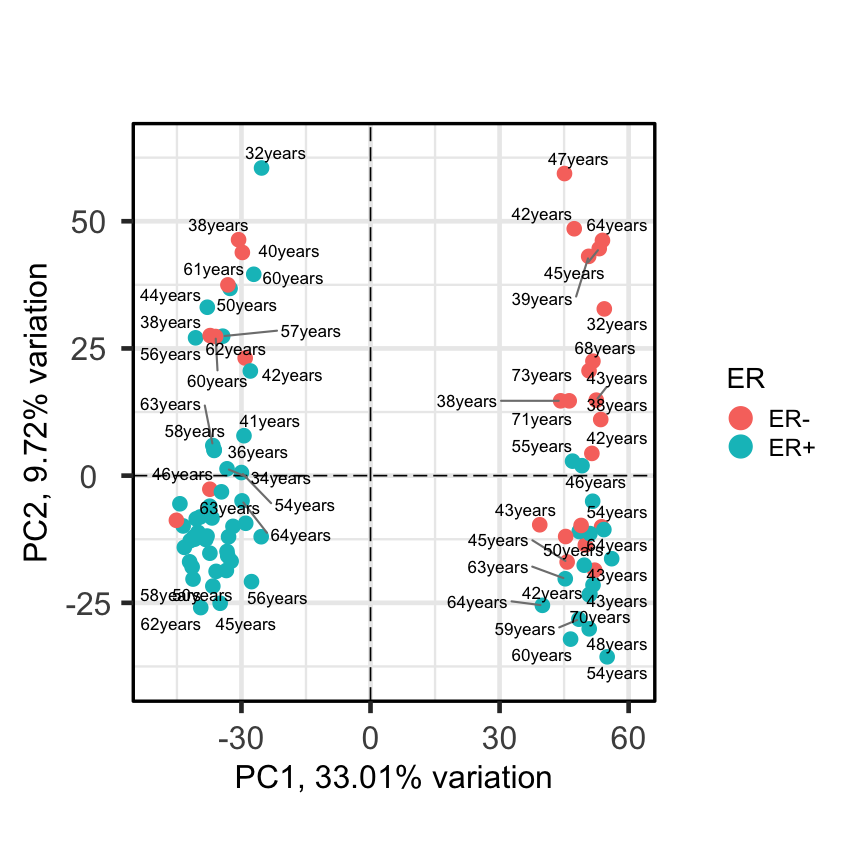 32years
47years
38years
42years
64years
40years
61years
60years
45years
44years
50years
39years
38years
57years
32years
56years
62years
68years
60years
42years
73years
43years
63years
38years
38years
41years
71years
58years
36years
42years
55years
46years
34years
46years
63years
54years
43years
54years
64years
45years
50years
64years
63years
43years
58years
50years
56years
42years
64years
43years
62years
45years
59years
70years
60years
48years
54years
50
25
0
-25
-30
0
30
60
PC1, 33.01% variation
PC2, 9.72% variation
ER
ER-
ER+